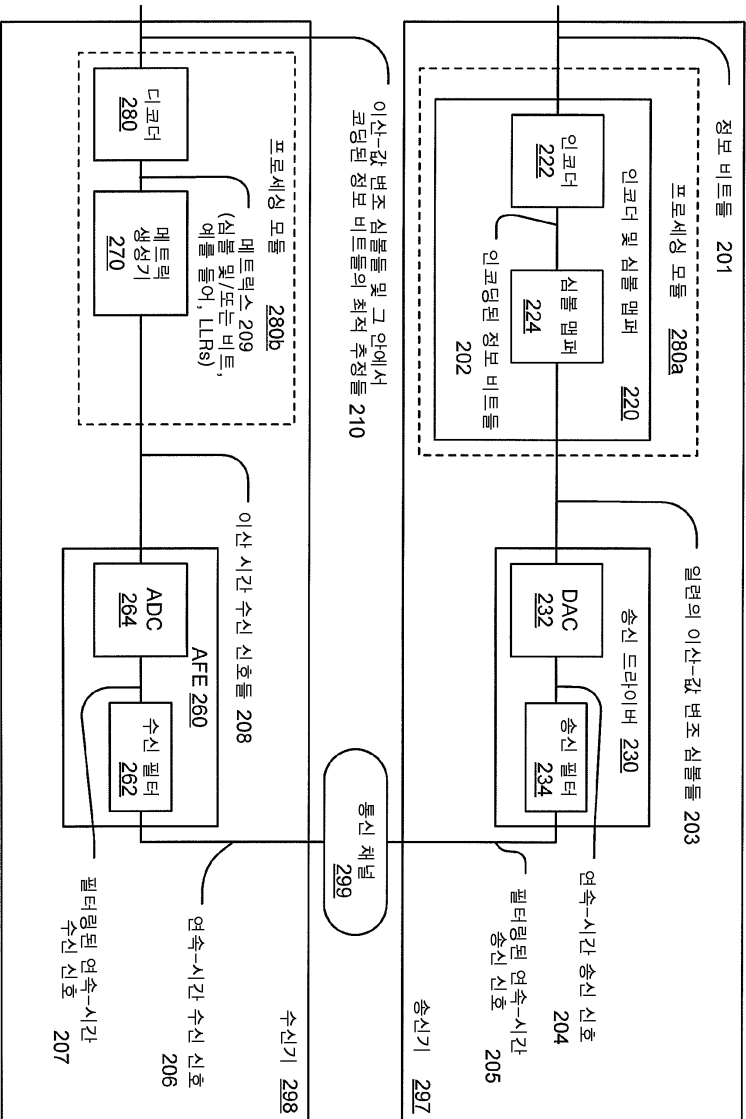 정보 비트들 201
프로세싱 모듈 280a
인코더 및 심볼 맵퍼 220
인코더
222
심볼 맵퍼
224
인코딩된 정보 비트들
202
일련의 이산-값 변조 심볼들 203
송신 드라이버 230
DAC
232
송신 필터
234
연속-시간 송신 신호
204
필터링된 연속-시간
송신 신호
205
송신기 297
통신 채널
299
수신기 298
연속-시간 수신 신호
206
필터링된 연속-시간
수신 신호
207
AFE 260
수신 필터
262
ADC
264
이산 시간 수신 신호들 208
프로세싱 모듈
280b
메트릭스 209
(심볼 및/또는 비트,
예를 들어, LLRs)
메트릭
생성기
270
디코더
280
이산-값 변조 심볼들 및 그 안에서
코딩된 정보 비트들의 최적 추정들 210